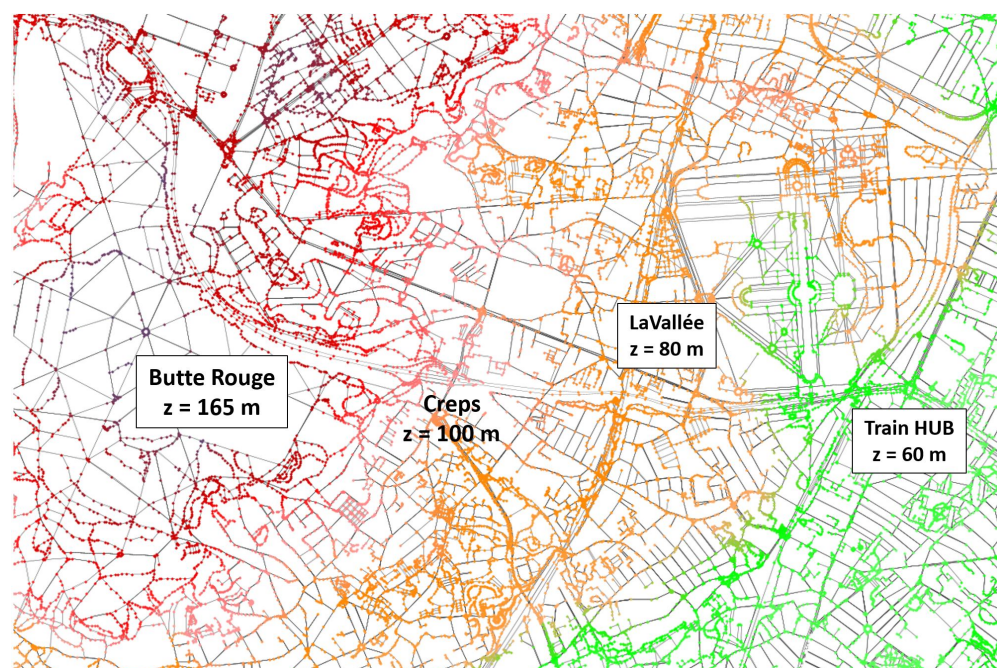 LaVallée
z = 80 m
Butte Rouge
z = 165 m
Creps
z = 100 m
Train HUB
z = 60 m